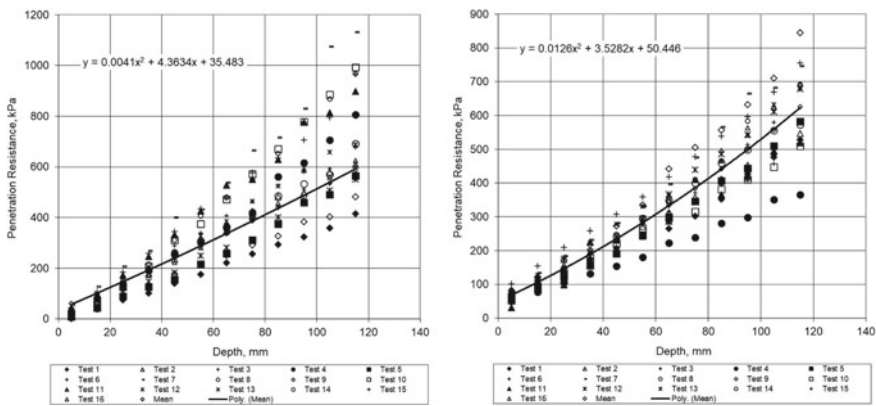 1200
1000
800
600
400
200
0
Penetration Resistance, kPa
y = 0.0041x² + 4.3634x + 35.483
0 20 40 60 80 100 120 140
Depth, mm
Test 1 Test 2 Test 3 Test 4 Test 5
Test 6 Test 7 Test 8 Test 9 Test 10
Test 11 Test 12 Test 13 Test 14 Test 15
Test 16 Mean Poly. (Mean)
900
800
700
600
500
400
300
200
100
0
Penetration Resistance, kPa
y = 0.0126x² + 3.5282x + 50.446
0 20 40 60 80 100 120 140
Depth, mm
Test 1 Test 2 Test 3 Test 4 Test 5
Test 6 Test 7 Test 8 Test 9 Test 10
Test 11 Test 12 Test 13 Test 14 Test 15
Test 16 Mean Poly. (Mean)